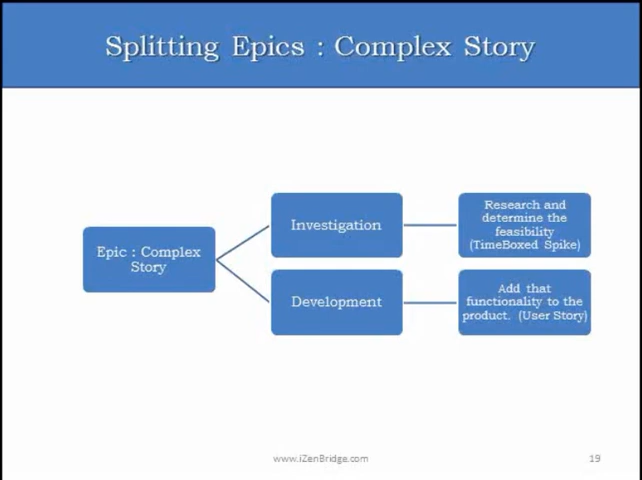 Splitting Epics : Complex Story
Epic : Complex
Story
Investigation
Research and
determine the
feasibility
(TimeBoxed Spike)
Development
Add that
functionality to the
product. (User Story)
www.iZenBridge.com
19